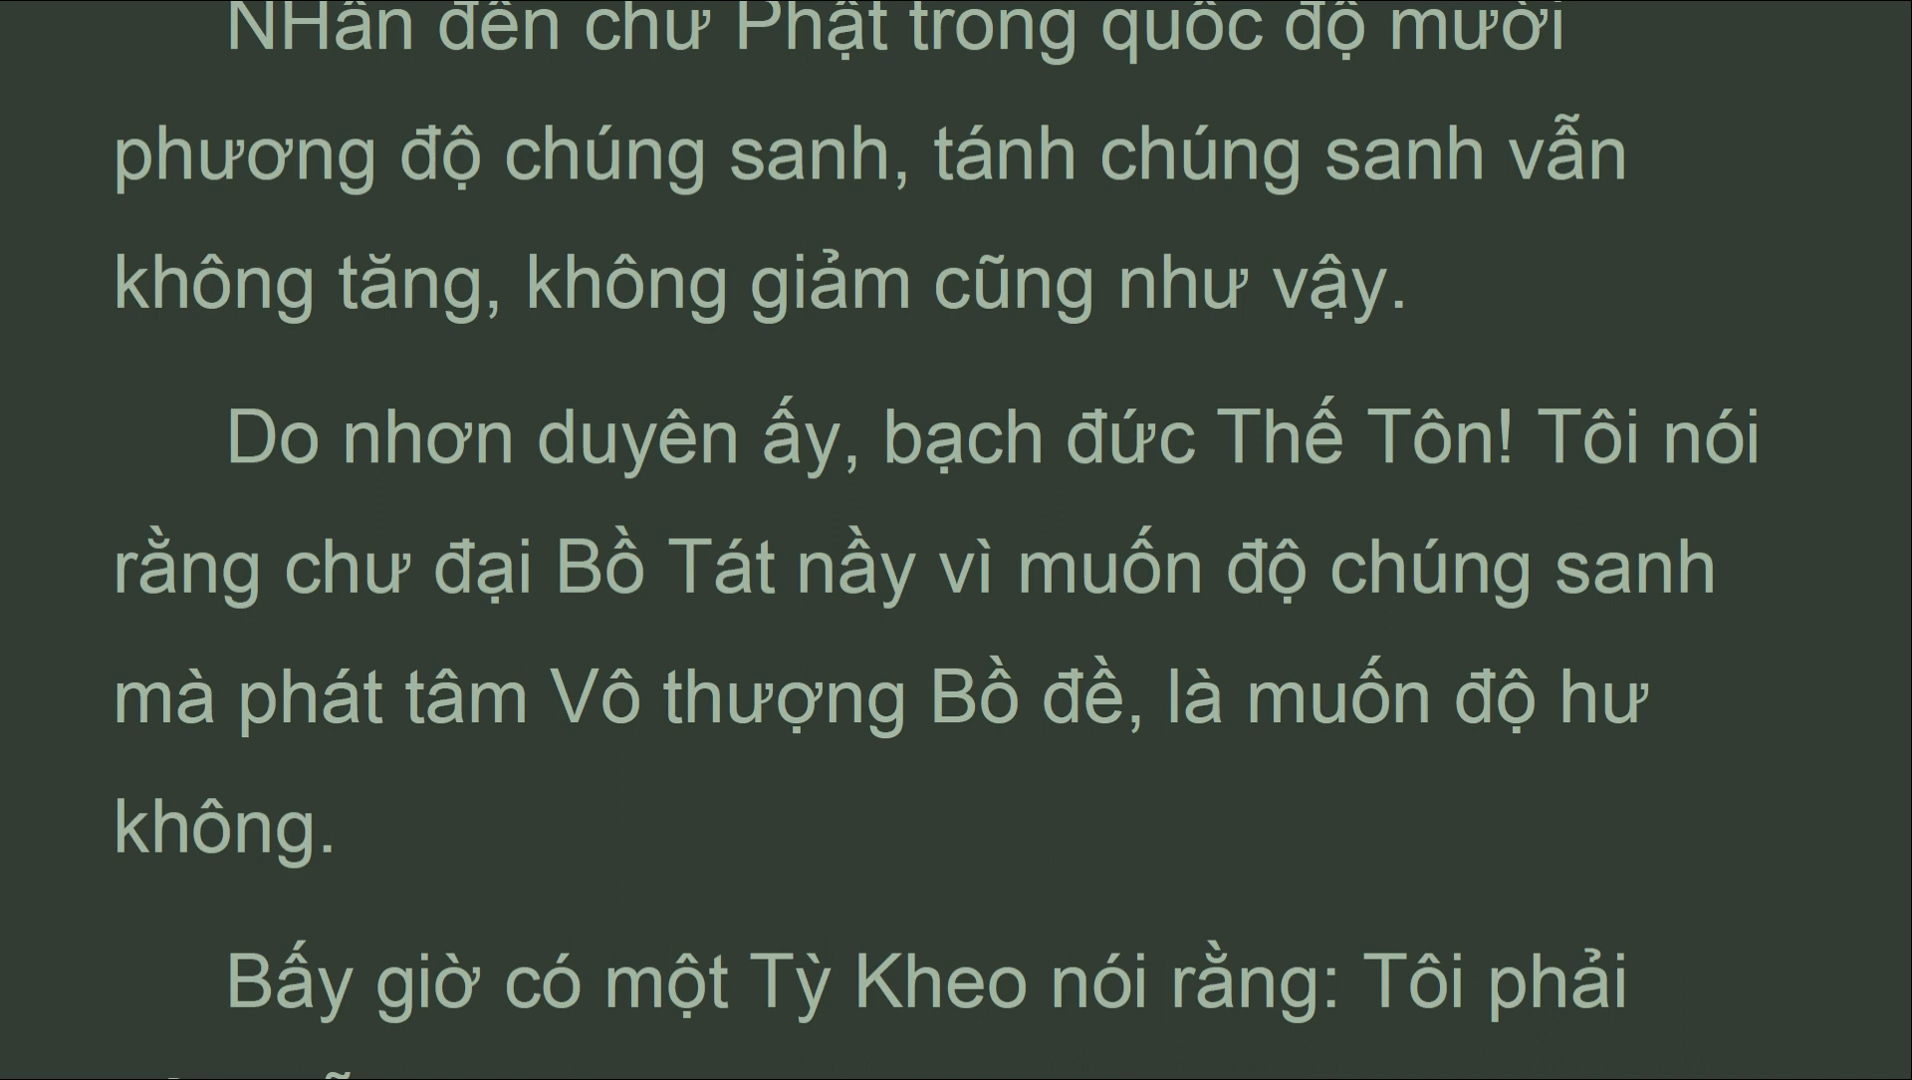 NHẫn đến chư Phật trong quốc độ mười
phương độ chúng sanh, tánh chúng sanh vẫn
không tăng, không giảm cũng như vậy.
Do nhơn duyên ấy, bạch đức Thế Tôn! Tôi nói
rằng chư đại Bồ Tát nầy vì muốn độ chúng sanh
mà phát tâm Vô thượng Bồ đề, là muốn độ hư
không.
Bấy giờ có một Tỳ Kheo nói rằng: Tôi phải